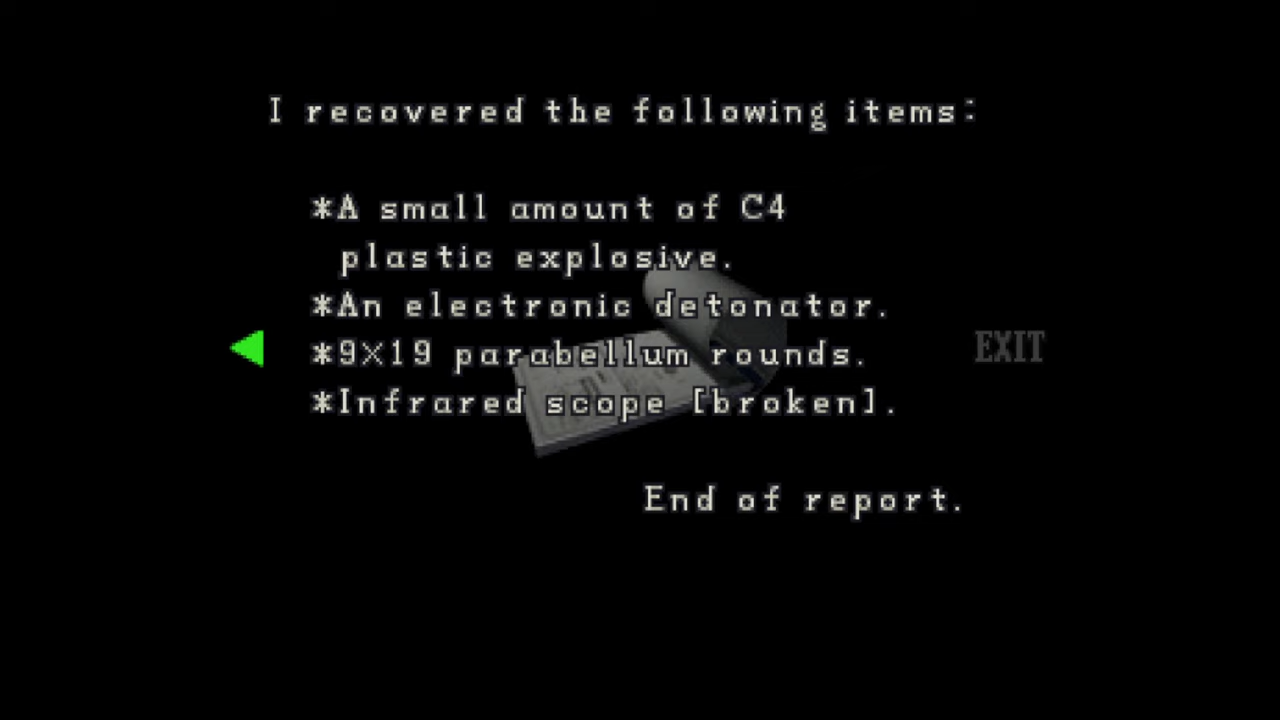 I recovered the following items:
*A small amount of C4
plastic explosive.
*An electronic detonator.
*9×19 parabellum rounds.
EXIT
*Infrared scope [broken].
End of report.